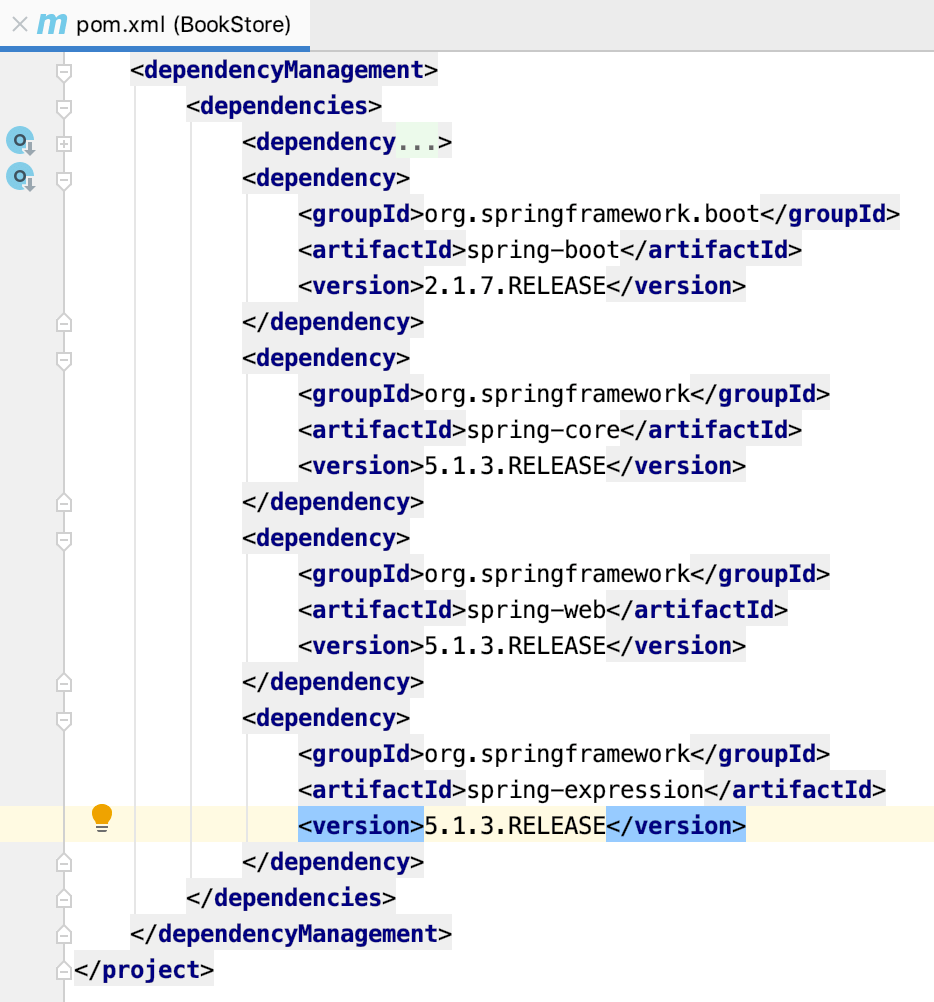 m pom.xml (BookStore)
<dependencyManagement>
<dependencies>
<dependency...>
<dependency>
<groupId>org.springframework.boot</groupId>
<artifactId>spring-boot</artifactId>
<version>2.1.7.RELEASE</version>
</dependency>
<dependency>
<groupId>org.springframework</groupId>
<artifactId>spring-core</artifactId>
<version>5.1.3.RELEASE</version>
</dependency>
<dependency>
<groupId>org.springframework</groupId>
<artifactId>spring-web</artifactId>
<version>5.1.3.RELEASE</version>
</dependency>
<dependency>
<groupId>org.springframework</groupId>
<artifactId>spring-expression</artifactId>
<version>5.1.3.RELEASE</version>
</dependency>
</dependencies>
</dependencyManagement>
</project>